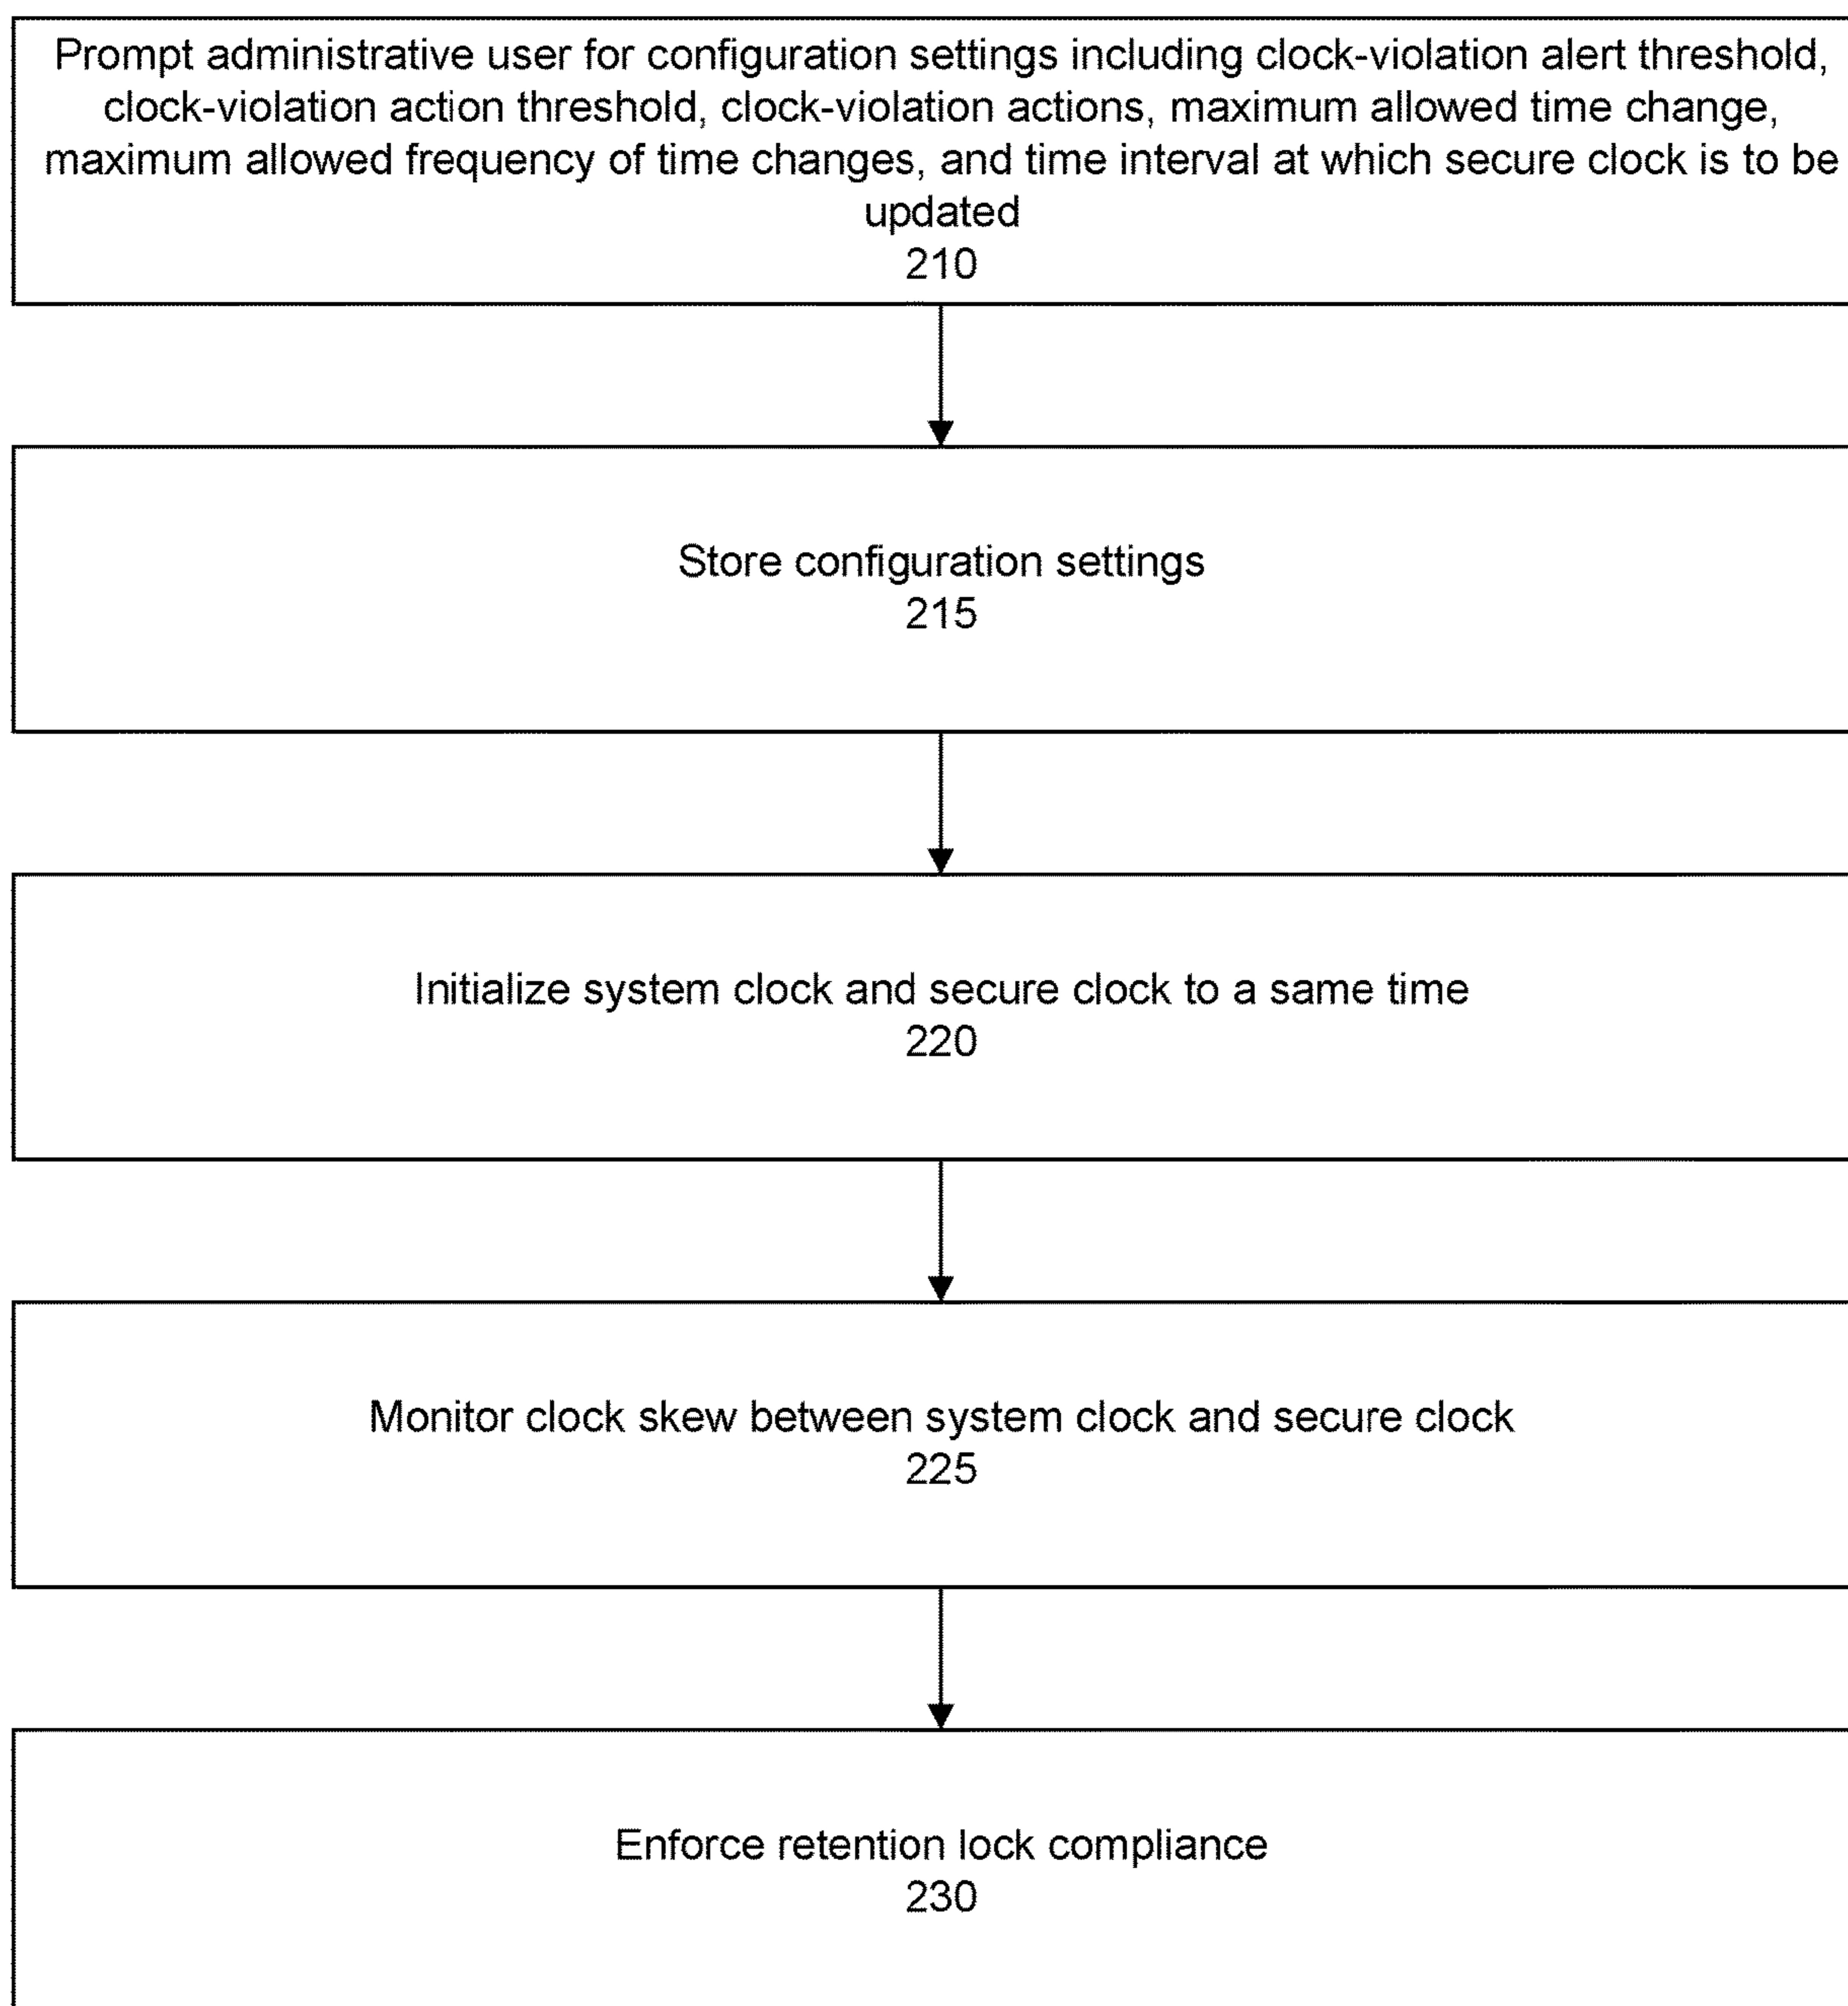 Prompt administrative user for configuration settings including clock-violation alert threshold,
clock-violation action threshold, clock-violation actions, maximum allowed time change,
maximum allowed frequency of time changes, and time interval at which secure clock is to be
updated
210
Store configuration settings
215
Initialize system clock and secure clock to a same time
220
Monitor clock skew between system clock and secure clock
225
Enforce retention lock compliance
230